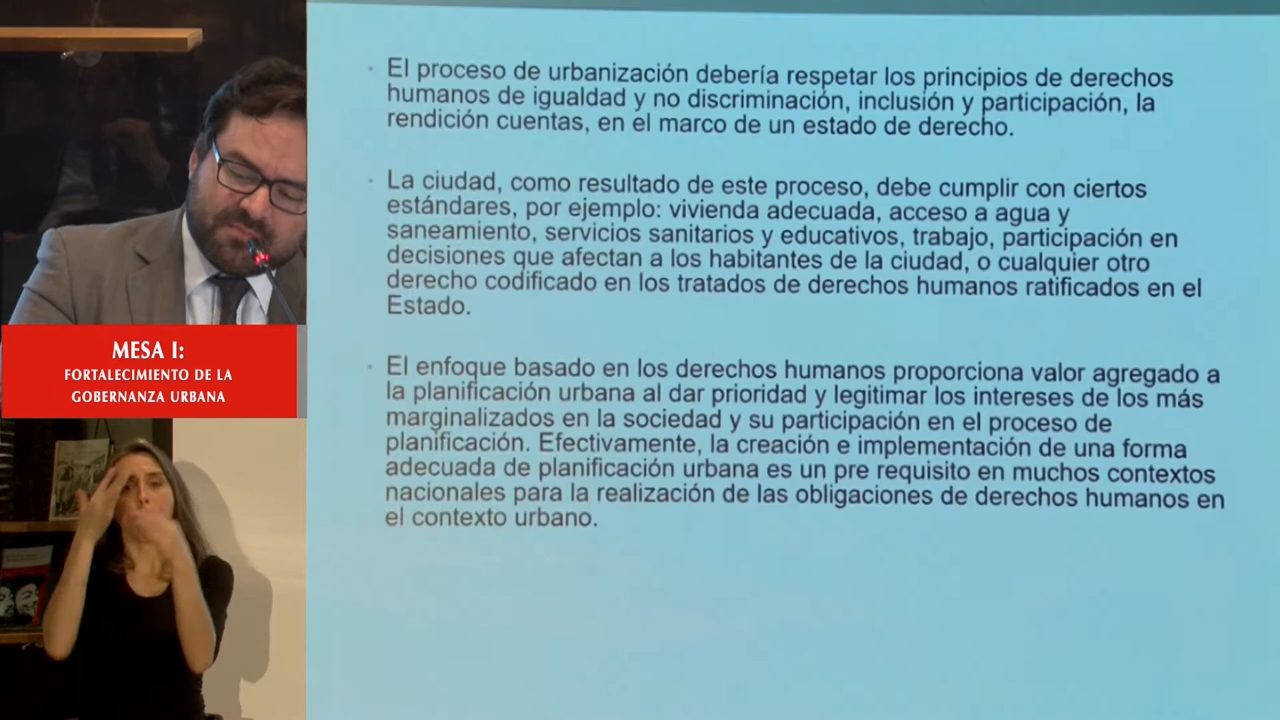 MESA I:
FORTALECIMIENTO DE LA
GOBERNANZA URBANA
· El proceso de urbanización debería respetar los principios de derechos
humanos de igualdad y no discriminación, inclusión y participación, la
rendición cuentas, en el marco de un estado de derecho.
· La ciudad, como resultado de este proceso, debe cumplir con ciertos
estándares, por ejemplo: vivienda adecuada, acceso a agua y
saneamiento, servicios sanitarios y educativos, trabajo, participación en
decisiones que afectan a los habitantes de la ciudad, o cualquier otro
derecho codificado en los tratados de derechos humanos ratificados en el
Estado.
· El enfoque basado en los derechos humanos proporciona valor agregado a
la planificación urbana al dar prioridad y legitimar los intereses de los más
marginalizados en la sociedad y su participación en el proceso de
planificación. Efectivamente, la creación e implementación de una forma
adecuada de planificación urbana es un pre requisito en muchos contextos
nacionales para la realización de las obligaciones de derechos humanos en
el contexto urbano.